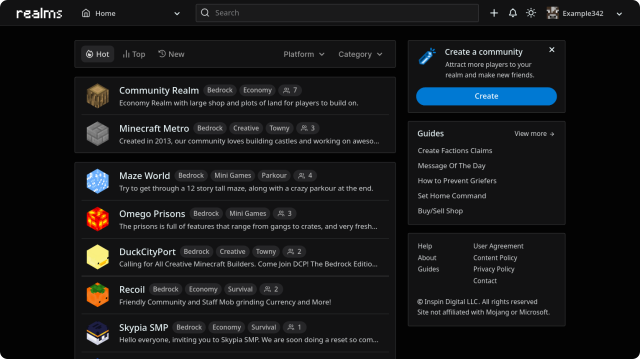 realms
Home
Search
Example342
Hot
Top
New
Platform
Category
Community Realm
Bedrock
Economy
7
Economy Realm with large shop and plots of land for players to build on.
Minecraft Metro
Bedrock
Creative
Towny
3
Created in 2013, our community loves building castles and working on aweso...
Maze World
Bedrock
Mini Games
Parkour
4
Try to get through a 12 story tall maze, along with a crazy parkour at the end.
Omego Prisons
Bedrock
Mini Games
3
The prisons is full of features that range from gangs to crates, and very fresh...
DuckCityPort
Bedrock
Creative
Towny
2
Calling for All Creative Minecraft Builders. Come Join DCP! The Bedrock Editio...
Recoil
Bedrock
Economy
Survival
2
Friendly Community and Staff Mob grinding Currency and More!
Skypia SMP
Bedrock
Economy
Survival
1
Hello everyone, inviting you to Skypia SMP. We are soon doing a reset so com...
Create a community
Attract more players to your
realm and make new friends.
Create
Guides
View more →
Create Factions Claims
Message Of The Day
How to Prevent Griefers
Set Home Command
Buy/Sell Shop
Help
User Agreement
About
Content Policy
Guides
Privacy Policy
Contact
© Inspin Digital LLC. All rights reserved
Site not affiliated with Mojang or Microsoft.